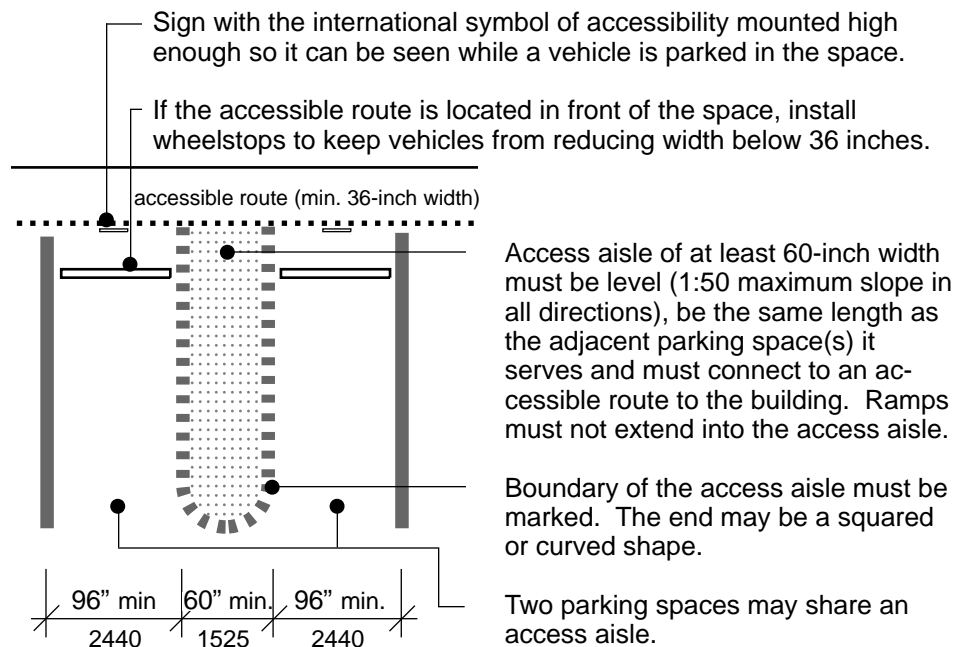 Sign with the international symbol of accessibility mounted high
enough so it can be seen while a vehicle is parked in the space.
If the accessible route is located in front of the space, install
wheelstops to keep vehicles from reducing width below 36 inches.
accessible route (min. 36-inch width)
Access aisle of at least 60-inch width
must be level (1:50 maximum slope in
all directions), be the same length as
the adjacent parking space(s) it
serves and must connect to an ac-
cessible route to the building.  Ramps
must not extend into the access aisle.
Boundary of the access aisle must be
marked.  The end may be a squared
or curved shape.
Two parking spaces may share an
access aisle.
96” min 60” min. 96” min.
2440 1525 2440